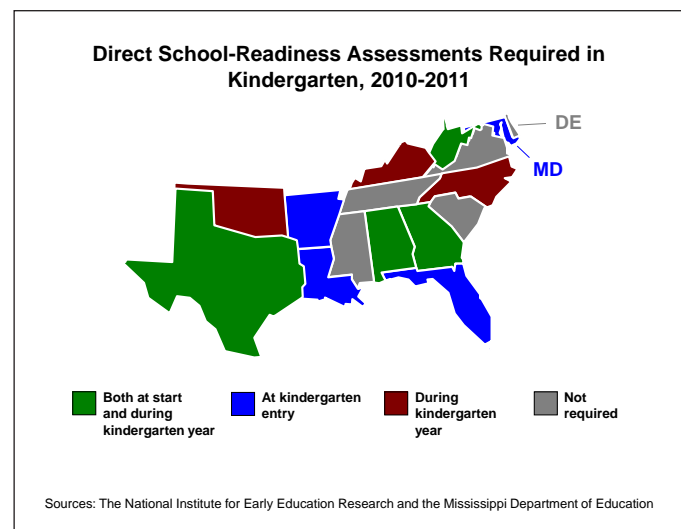 Direct School-Readiness Assessments Required in
Kindergarten, 2010-2011
DE
MD
Both at start
and during
kindergarten year
At kindergarten
entry
During
kindergarten
year
Not
required
Sources: The National Institute for Early Education Research and the Mississippi Department of Education